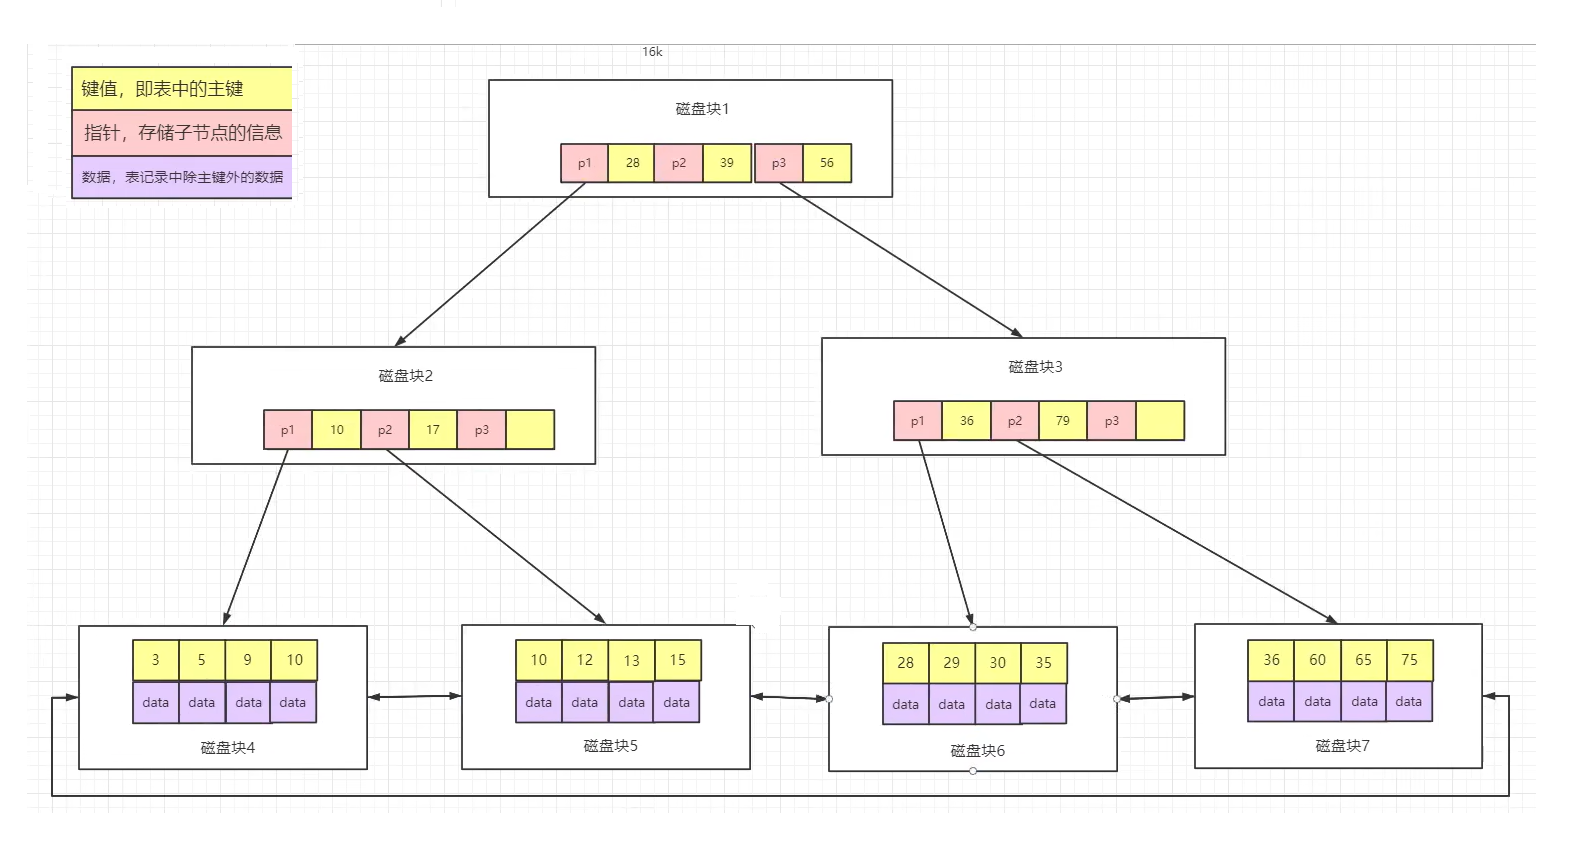 16k
键值，即表中的主键
指针，存储子节点的信息
数据，表记录中除主键外的数据
磁盘块1
p1 28 p2 39 p3 56
磁盘块2
p1 10 p2 17 p3
磁盘块3
p1 36 p2 79 p3
3 5 9 10
data data data data
磁盘块4
10 12 13 15
data data data data
磁盘块5
28 29 30 35
data data data data
磁盘块6
36 60 65 75
data data data data
磁盘块7